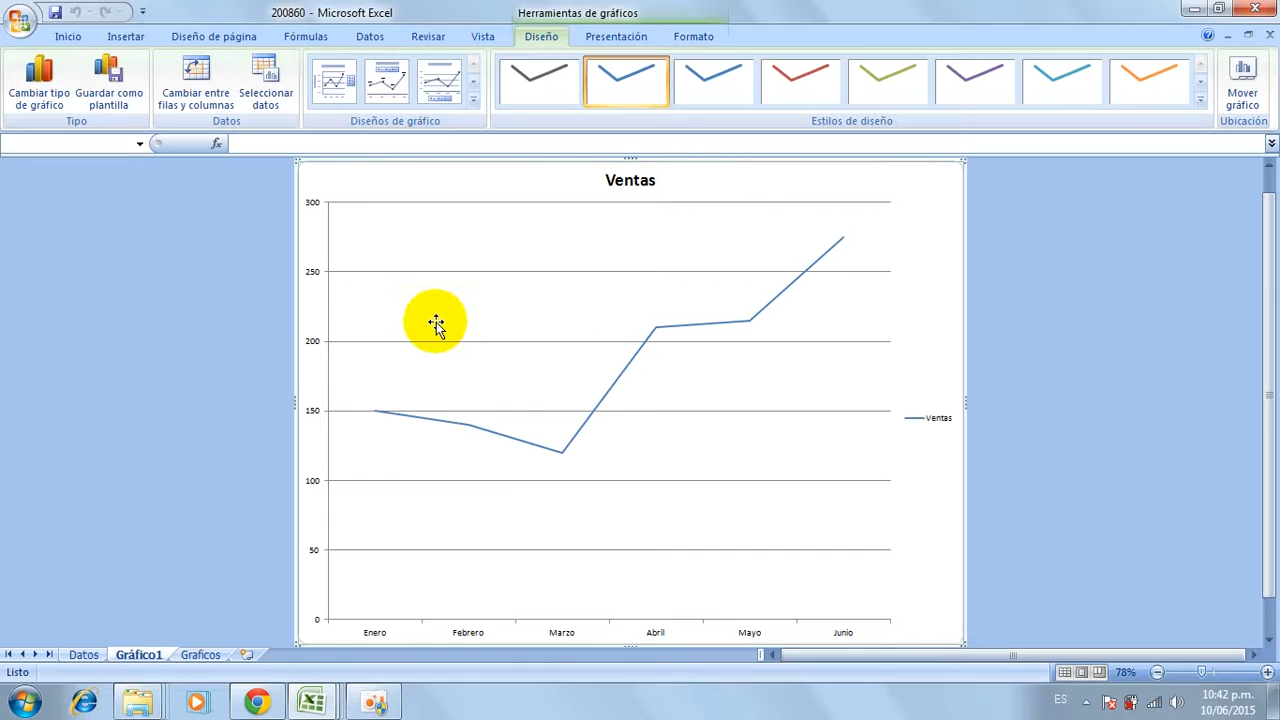 200860 - Microsoft Excel
Herramientas de gráficos
Inicio
Insertar
Diseño de página
Fórmulas
Datos
Revisar
Vista
Diseño
Presentación
Formato
Cambiar tipo de gráfico
Guardar como plantilla
Cambiar entre filas y columnas
Seleccionar datos
Mover gráfico
Tipo
Datos
Diseños de gráfico
Estilos de diseño
Ubicación
fx
Ventas
300
250
200
150
100
50
0
Ventas
Enero
Febrero
Marzo
Abril
Mayo
Junio
Datos
Gráfico1
Graficos
Listo
78%
ES
10:42 p.m.
10/06/2015